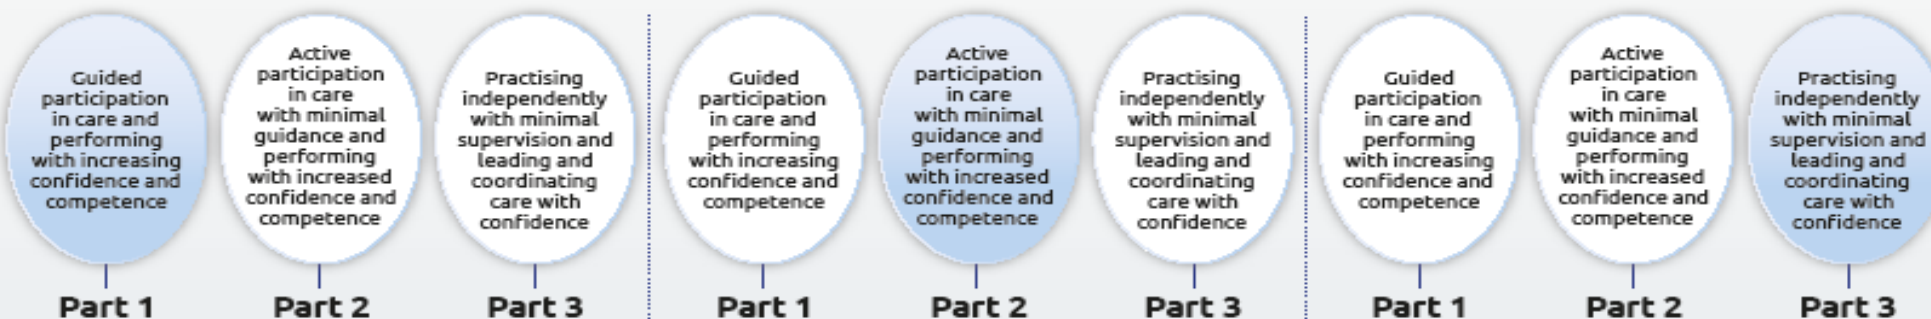 Guided
participation
in care and
performing
with increasing
confidence and
competence
Part 1
Active
participation
in care
with minimal
guidance and
performing
with increased
confidence and
competence
Part 2
Practising
independently
with minimal
supervision and
leading and
coordinating
care with
confidence
Part 3
Guided
participation
in care and
performing
with increasing
confidence and
competence
Part 1
Active
participation
in care
with minimal
guidance and
performing
with increased
confidence and
competence
Part 2
Practising
independently
with minimal
supervision and
leading and
coordinating
care with
confidence
Part 3
Guided
participation
in care and
performing
with increasing
confidence and
competence
Part 1
Active
participation
in care
with minimal
guidance and
performing
with increased
confidence and
competence
Part 2
Practising
independently
with minimal
supervision and
leading and
coordinating
care with
confidence
Part 3